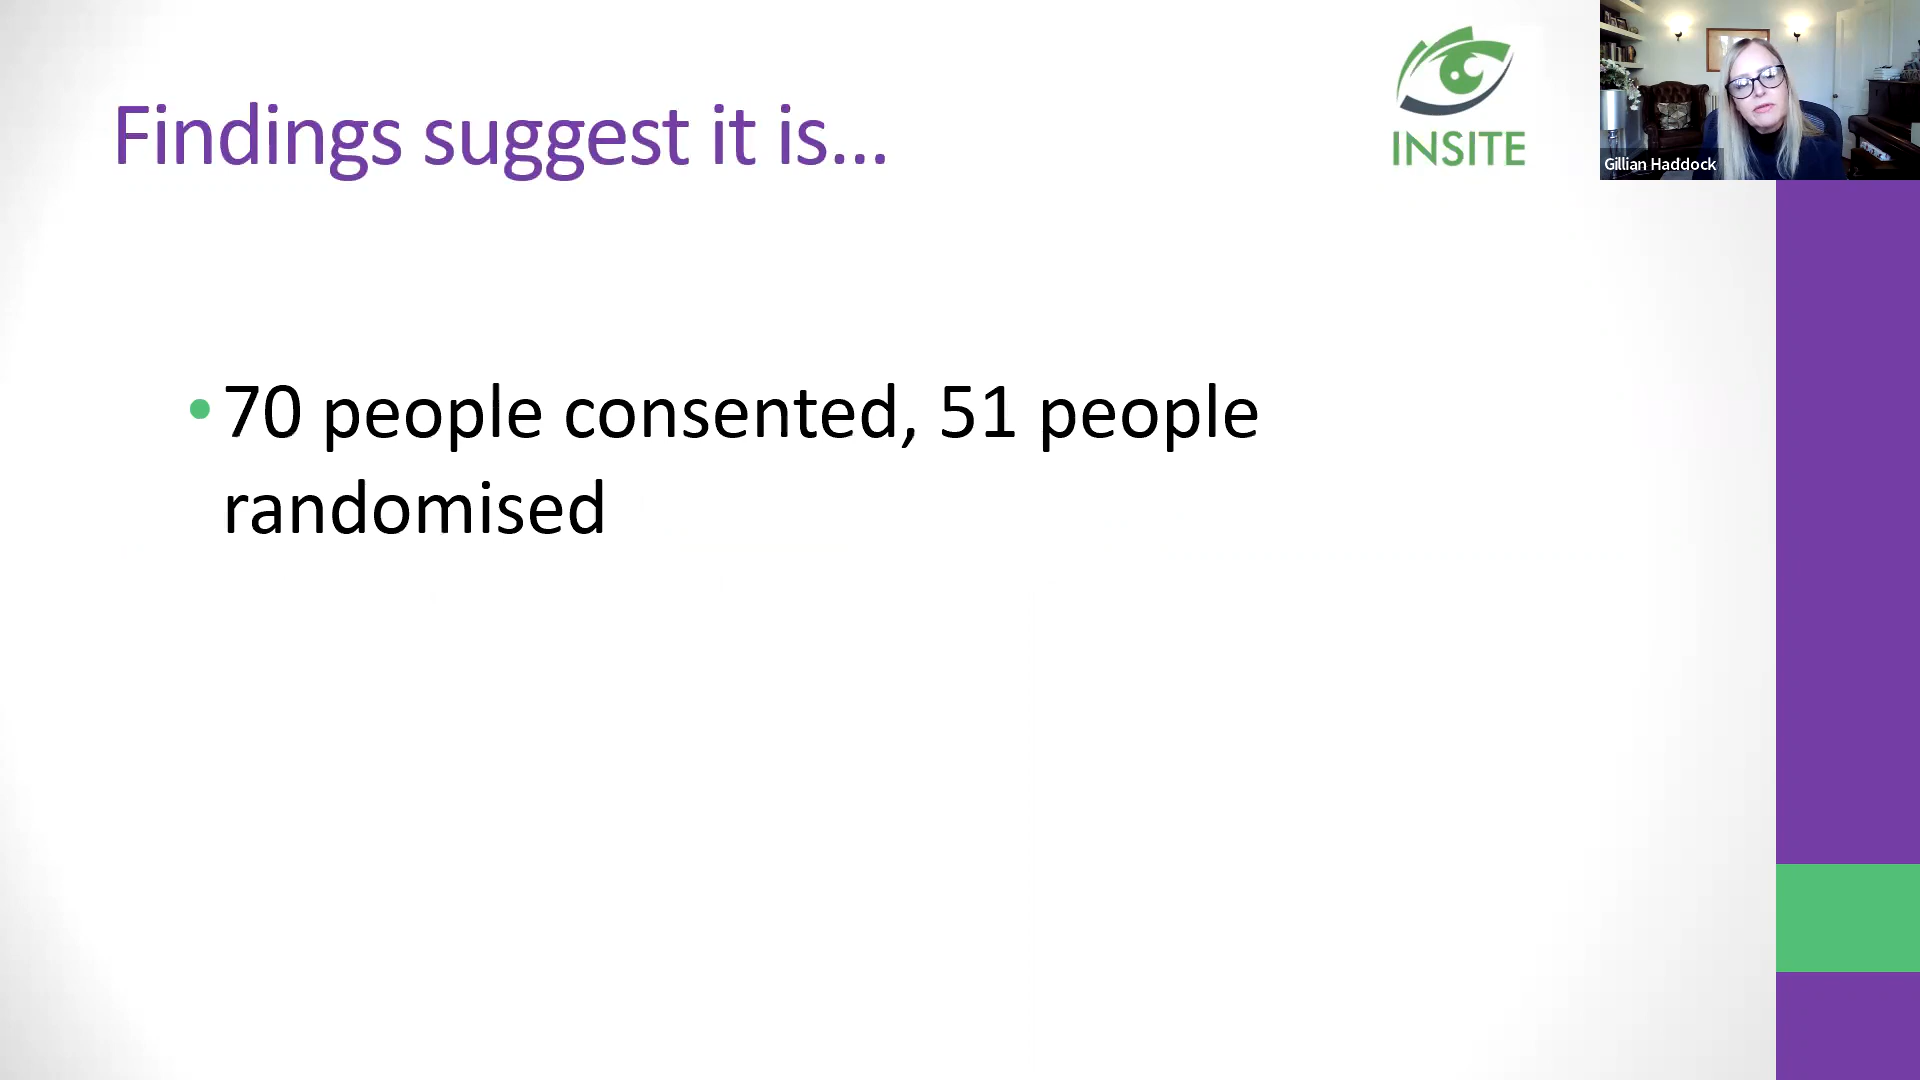 Findings suggest it is...
INSITE
Gillian Haddock
• 70 people consented, 51 people
randomised